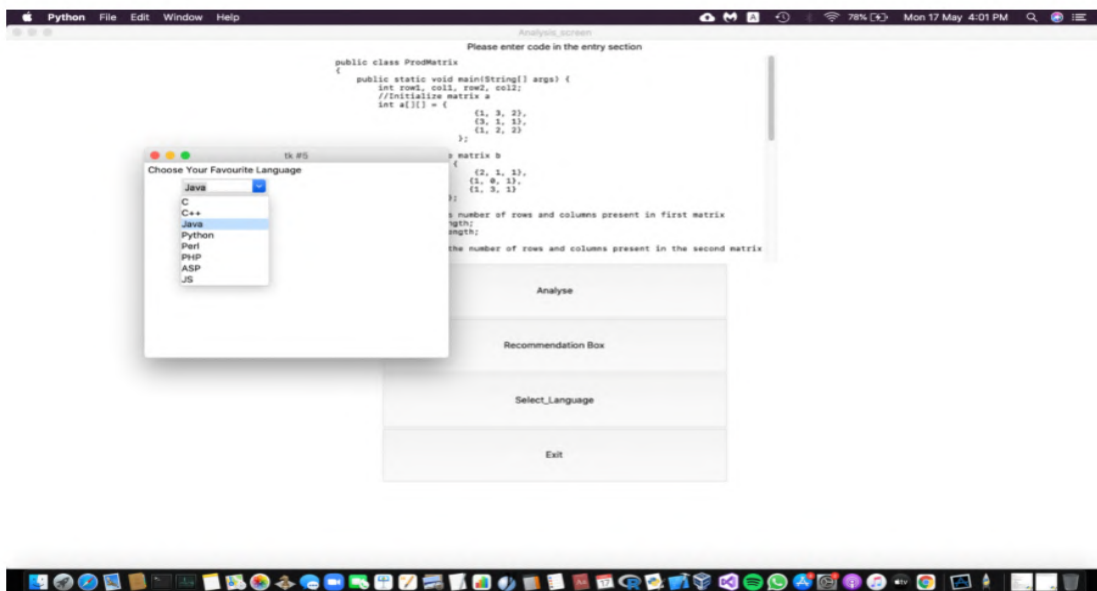 Python File Edit Window Help 78% Mon 17 May 4:01 PM
Analysis_screen
Please enter code in the entry section
public class ProdMatrix
{
public static void main(String[] args) {
int row1, col1, row2, col2;
//Initialize matrix a
int a[][] = {
{1, 3, 2},
{3, 1, 1},
{1, 2, 2}
};
matrix b
{
{2, 1, 1},
{1, 0, 1},
{1, 3, 1}
};
number of rows and columns present in first matrix
the number of rows and columns present in the second matrix
tk #5
Choose Your Favourite Language
Java
C
C++
Java
Python
Perl
PHP
ASP
JS
Analyse
Recommendation Box
Select_Language
Exit